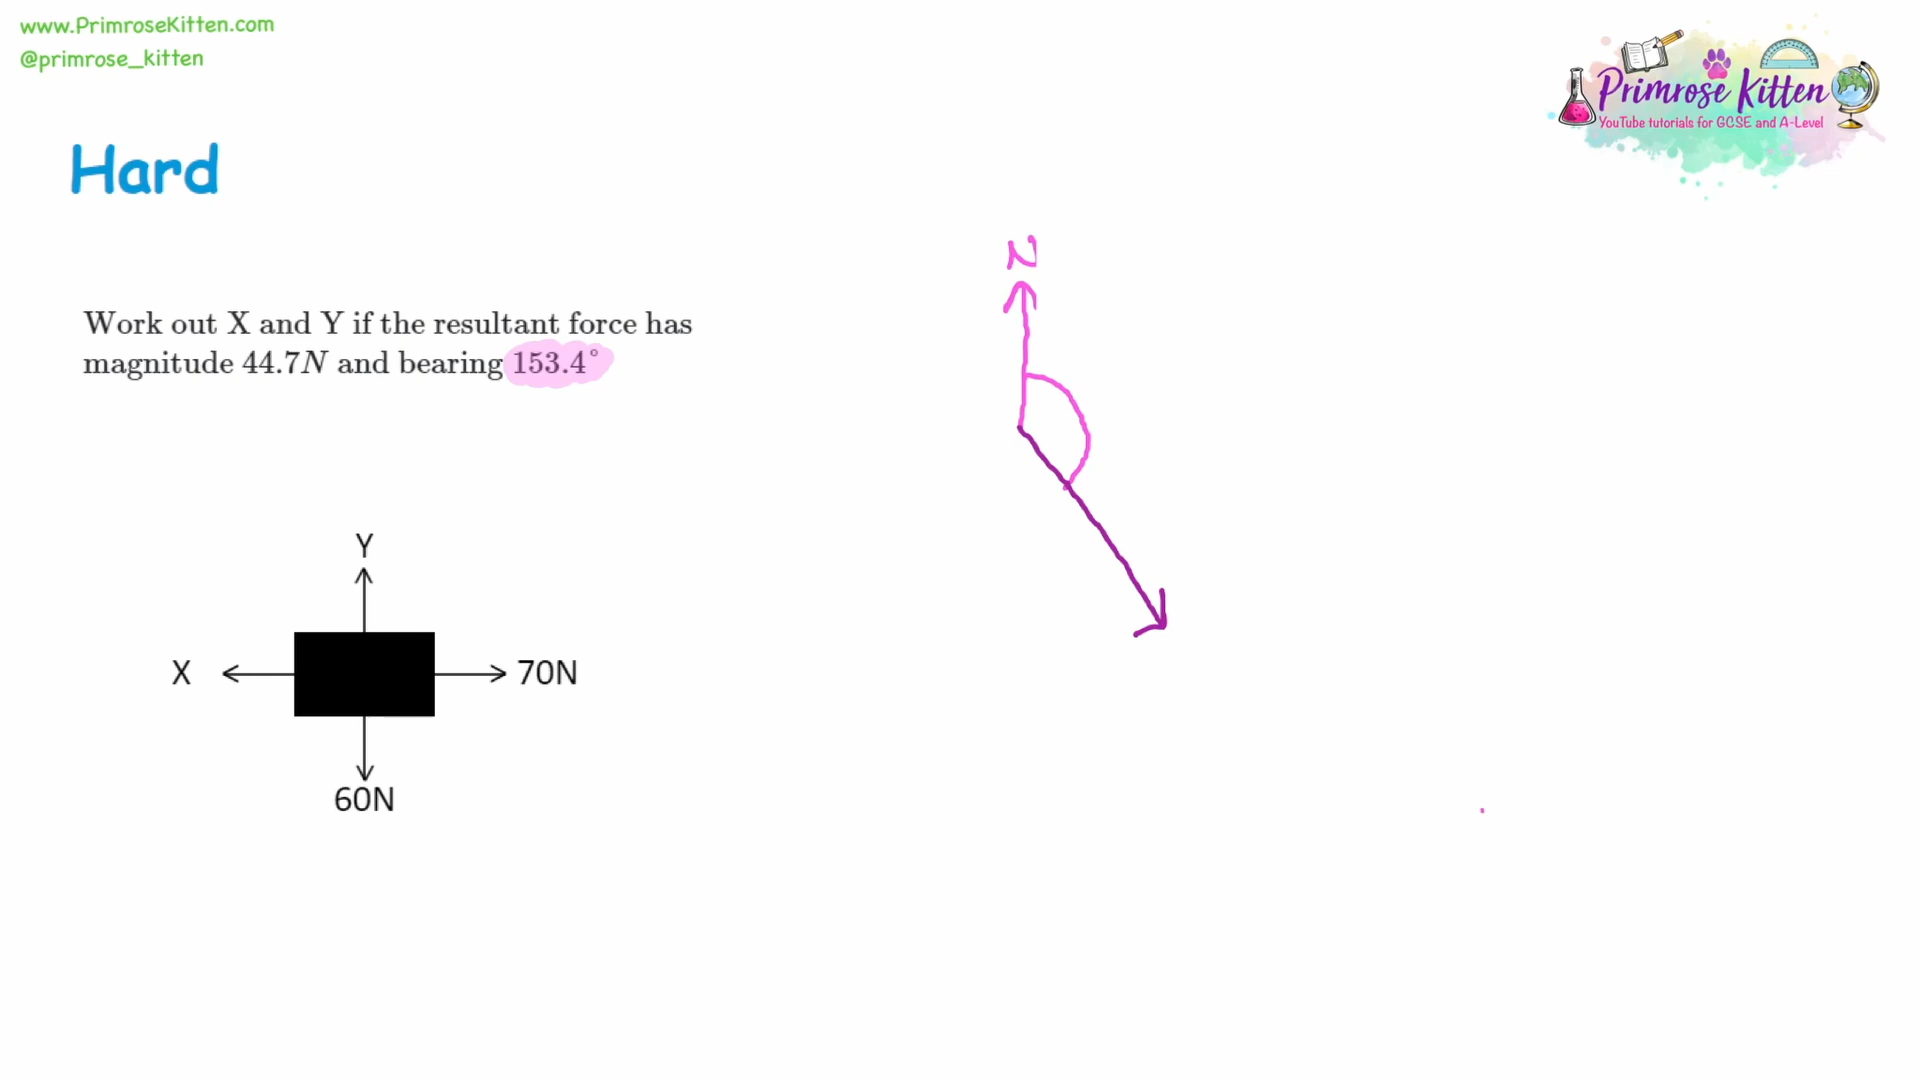 www.PrimroseKitten.com
@primrose_kitten
Primrose Kitten
YouTube tutorials for GCSE and A-Level
Hard
N
Work out X and Y if the resultant force has
magnitude 44.7N and bearing 153.4°
Y
X
70N
60N